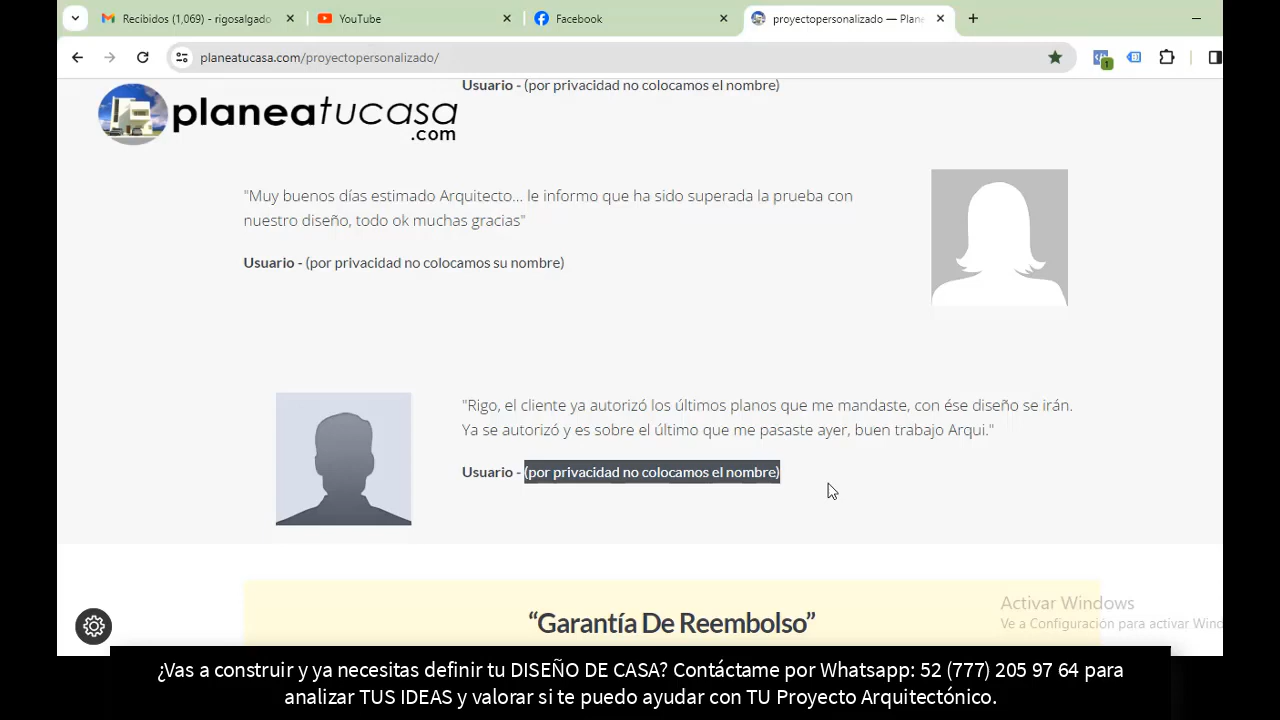 Recibidos (1,069) - rigosalgado
YouTube
Facebook
proyectopersonalizado — Plane
planeatucasa.com/proyectopersonalizado/
1
Usuario - (por privacidad no colocamos el nombre)
planeatucasa
.com
"Muy buenos días estimado Arquitecto... le informo que ha sido superada la prueba con
nuestro diseño, todo ok muchas gracias"
Usuario - (por privacidad no colocamos su nombre)
"Rigo, el cliente ya autorizó los últimos planos que me mandaste, con ése diseño se irán.
Ya se autorizó y es sobre el último que me pasaste ayer, buen trabajo Arqui."
Usuario - (por privacidad no colocamos el nombre)
“Garantía De Reembolso”
Activar Windows
Ve a Configuración para activar Wind
¿Vas a construir y ya necesitas definir tu DISEÑO DE CASA? Contáctame por Whatsapp: 52 (777) 205 97 64 para
analizar TUS IDEAS y valorar si te puedo ayudar con TU Proyecto Arquitectónico.